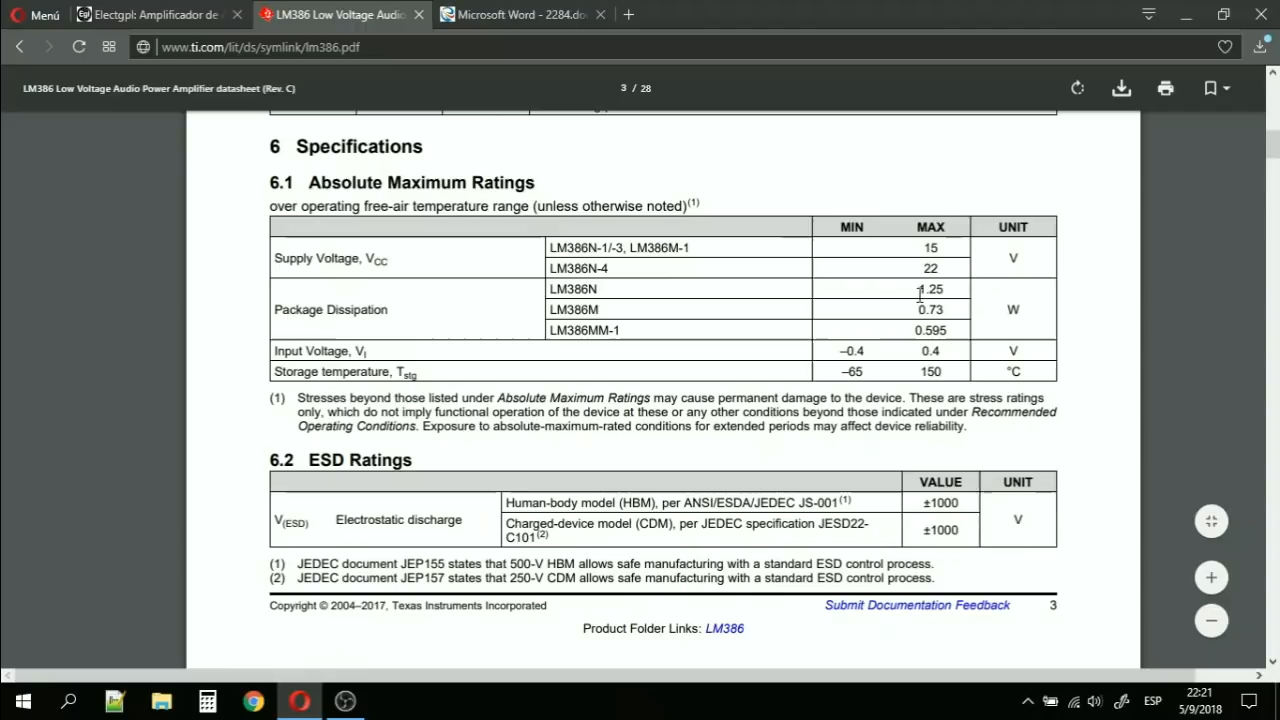 Menú
Electgpl: Amplificador de
LM386 Low Voltage Audio
Microsoft Word - 2284.do
www.ti.com/lit/ds/symlink/lm386.pdf
LM386 Low Voltage Audio Power Amplifier datasheet (Rev. C)
3 / 28
6 Specifications
6.1 Absolute Maximum Ratings
over operating free-air temperature range (unless otherwise noted)(1)
MIN MAX UNIT
Supply Voltage, VCC LM386N-1/-3, LM386M-1 15 V
LM386N-4 22
Package Dissipation LM386N 1.25 W
LM386M 0.73
LM386MM-1 0.595
Input Voltage, VI –0.4 0.4 V
Storage temperature, Tstg –65 150 °C
(1) Stresses beyond those listed under Absolute Maximum Ratings may cause permanent damage to the device. These are stress ratings
only, which do not imply functional operation of the device at these or any other conditions beyond those indicated under Recommended
Operating Conditions. Exposure to absolute-maximum-rated conditions for extended periods may affect device reliability.
6.2 ESD Ratings
VALUE UNIT
V(ESD) Electrostatic discharge Human-body model (HBM), per ANSI/ESDA/JEDEC JS-001(1) ±1000 V
Charged-device model (CDM), per JEDEC specification JESD22-
C101(2) ±1000
(1) JEDEC document JEP155 states that 500-V HBM allows safe manufacturing with a standard ESD control process.
(2) JEDEC document JEP157 states that 250-V CDM allows safe manufacturing with a standard ESD control process.
Copyright © 2004–2017, Texas Instruments Incorporated
Submit Documentation Feedback 3
Product Folder Links: LM386
ESP
22:21
5/9/2018